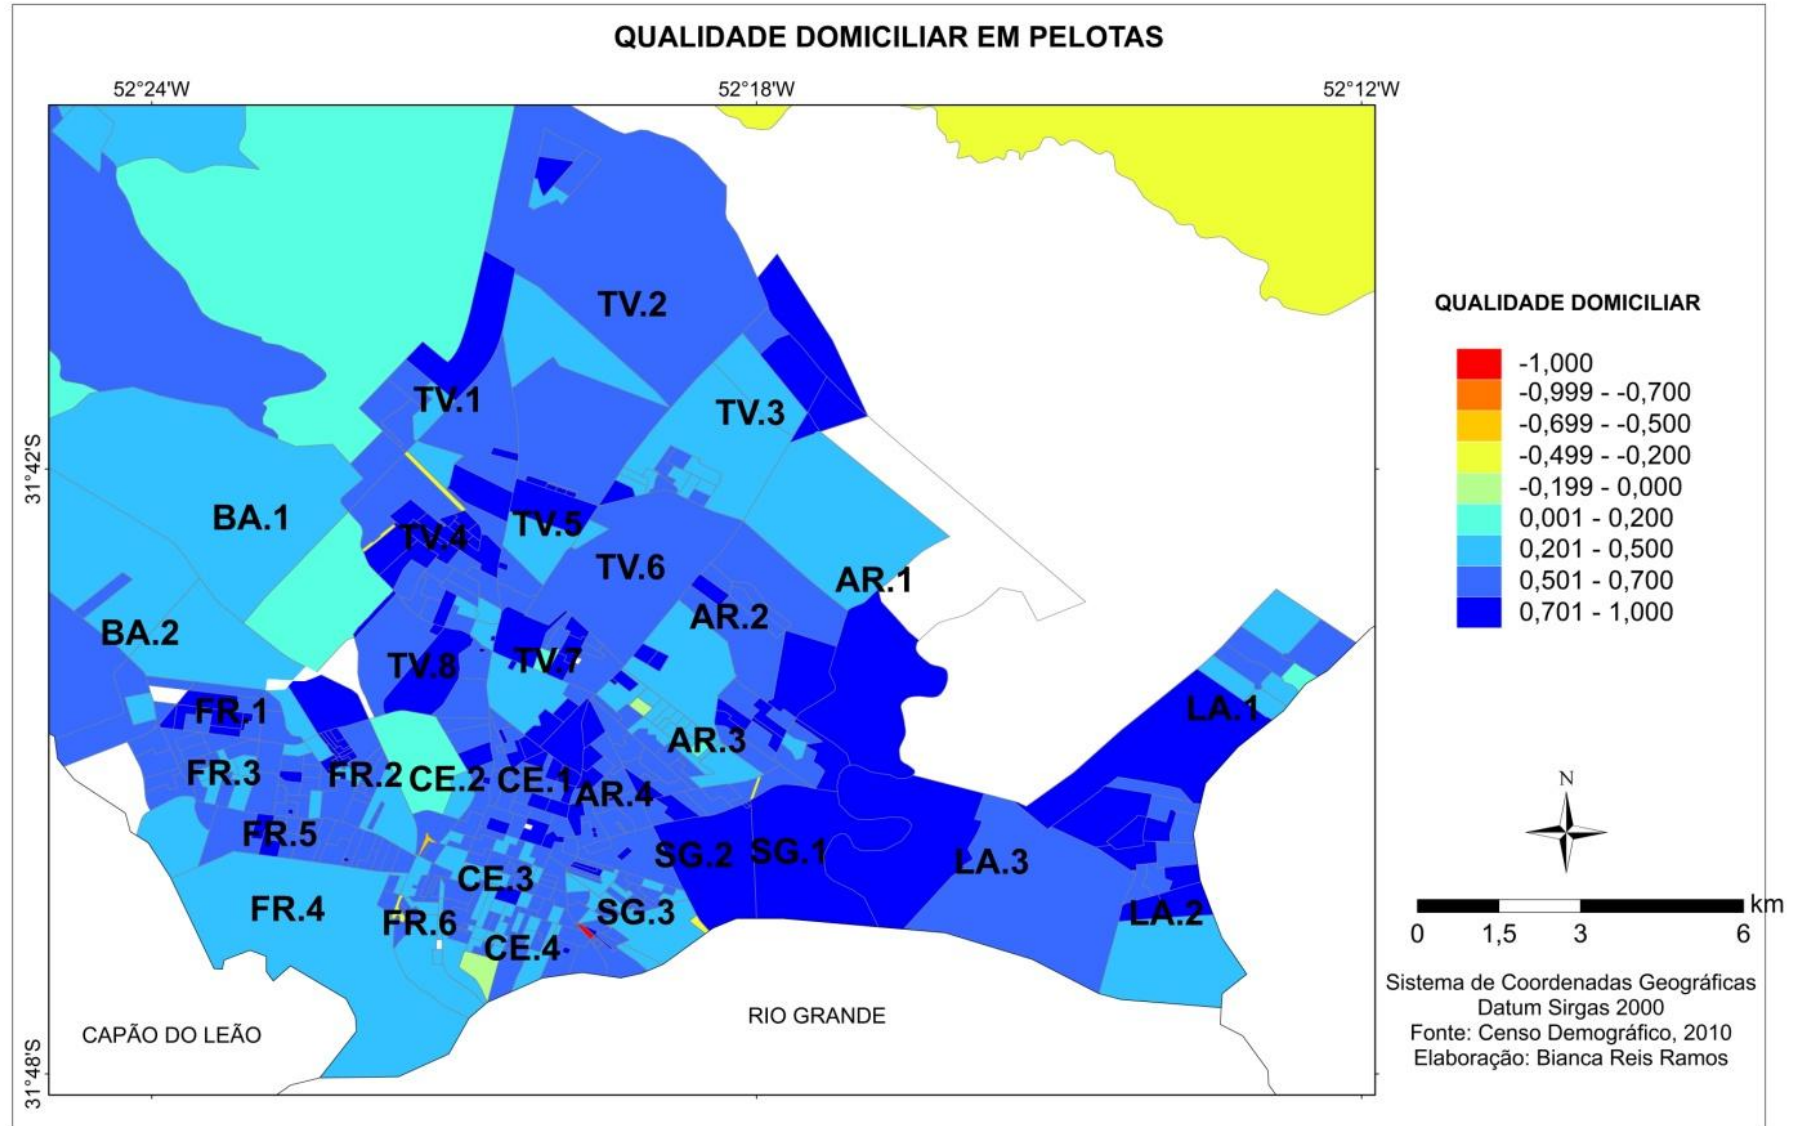 QUALIDADE DOMICILIAR EM PELOTAS
52°24'W
52°18'W
52°12'W
31°42'S
31°48'S
TV.2
TV.1
TV.3
BA.1
TV.5
TV.4
TV.6
AR.1
AR.2
BA.2
TV.7
TV.8
FR.1
LA.1
AR.3
FR.3
FR.2
CE.2
CE.1
AR.4
FR.5
SG.2
SG.1
LA.3
CE.3
FR.4
FR.6
SG.3
LA.2
CE.4
CAPÃO DO LEÃO
RIO GRANDE
QUALIDADE DOMICILIAR
-1,000
-0,999 - -0,700
-0,699 - -0,500
-0,499 - -0,200
-0,199 - 0,000
0,001 - 0,200
0,201 - 0,500
0,501 - 0,700
0,701 - 1,000
N
km
0 1,5 3 6
Sistema de Coordenadas Geográficas
Datum Sirgas 2000
Fonte: Censo Demográfico, 2010
Elaboração: Bianca Reis Ramos